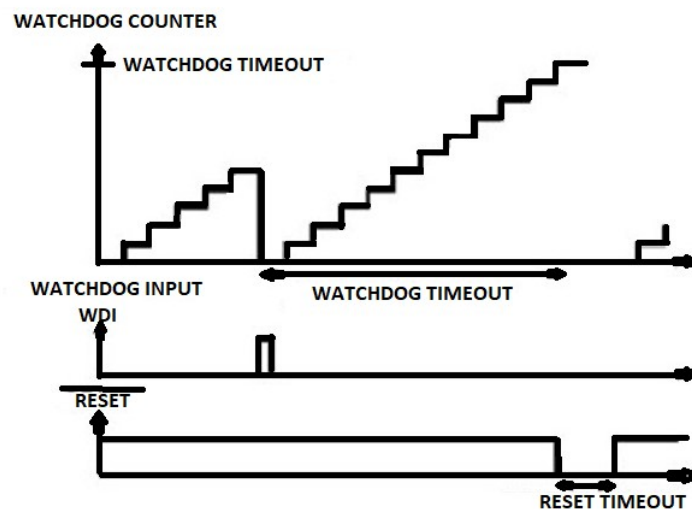 WATCHDOG COUNTER
WATCHDOG TIMEOUT
WATCHDOG INPUT
WDI
WATCHDOG TIMEOUT
RESET
RESET TIMEOUT